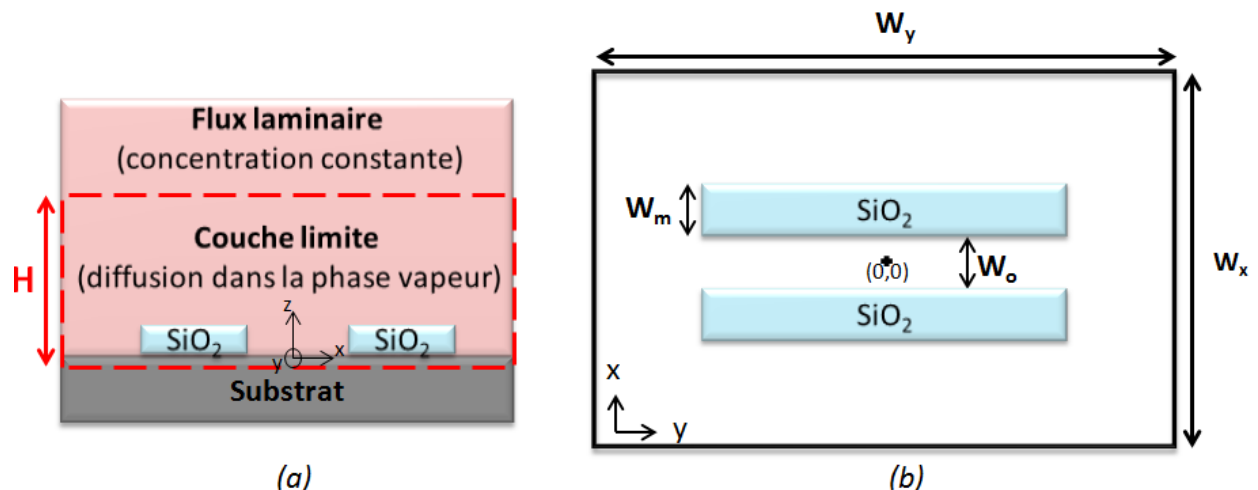 Flux laminaire
(concentration constante)
H
Couche limite
(diffusion dans la phase vapeur)
z
SiO₂
y
x
SiO₂
Substrat
(a)
Wy
Wm
SiO₂
(0,0)
Wo
Wx
SiO₂
x
y
(b)